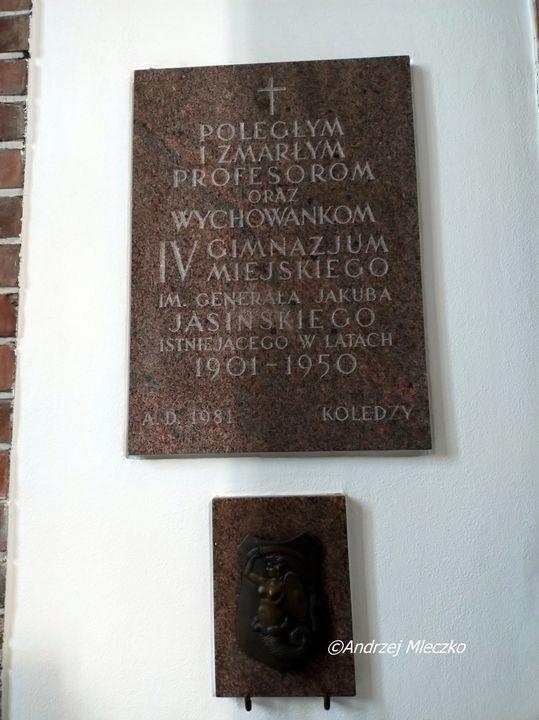 POLEGŁYM
I ZMARŁYM
PROFESOROM
ORAZ
WYCHOWANKOM
IV GIMNAZJUM
MIEJSKIEGO
IM. GENERAŁA JAKUBA
JASIŃSKIEGO
ISTNIEJĄCEGO W LATACH
1901-1950
A.D. 1981 KOLEDZY
©Andrzej Mleczko